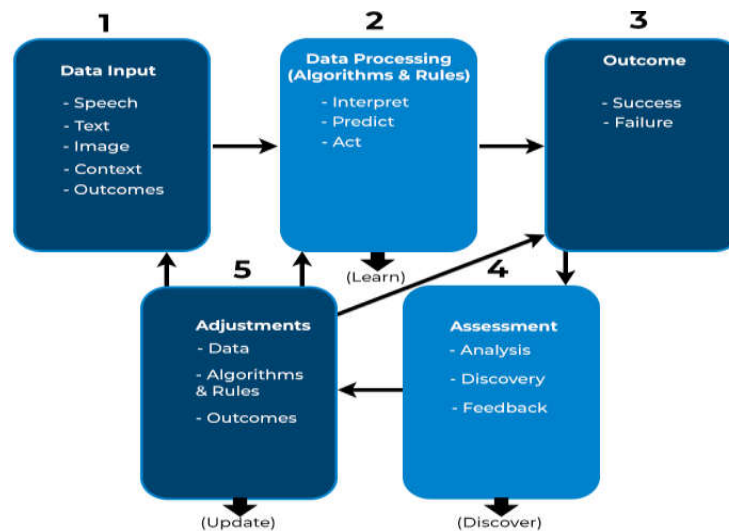 1
Data Input
- Speech
- Text
- Image
- Context
- Outcomes
2
Data Processing
(Algorithms & Rules)
- Interpret
- Predict
- Act
(Learn)
3
Outcome
- Success
- Failure
4
Assessment
- Analysis
- Discovery
- Feedback
(Discover)
5
Adjustments
- Data
- Algorithms
& Rules
- Outcomes
(Update)